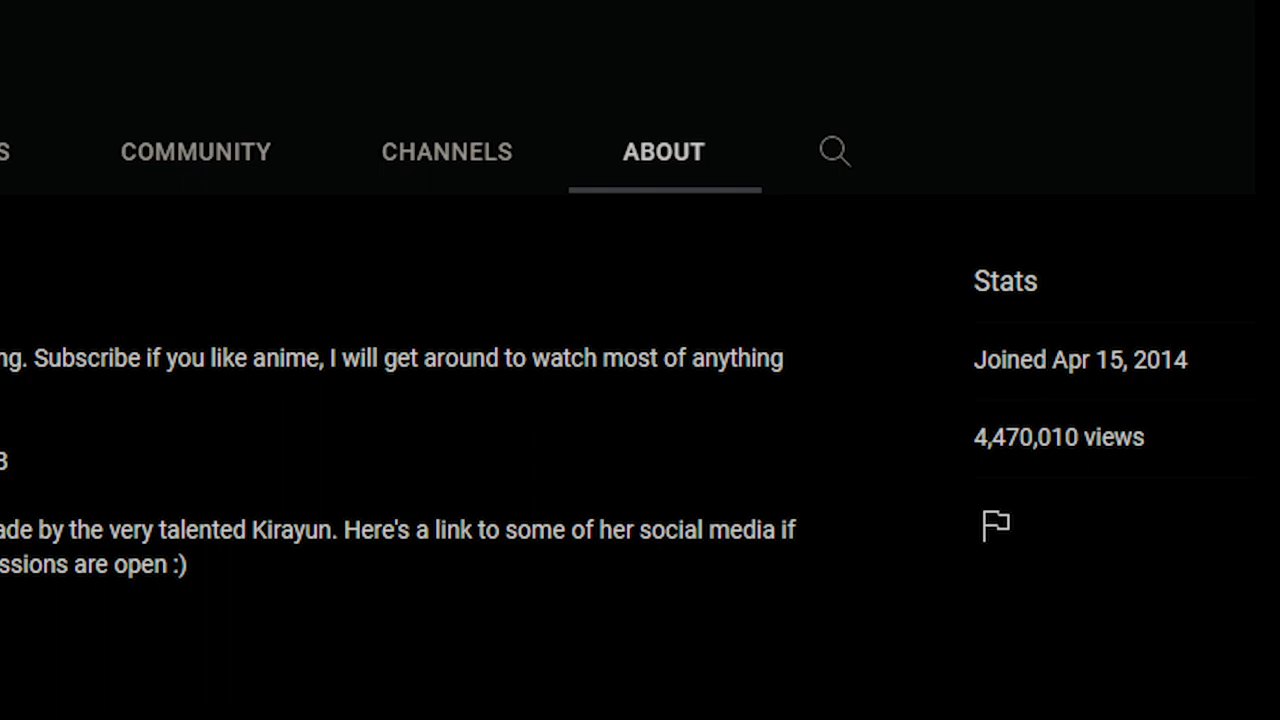 S COMMUNITY CHANNELS ABOUT
Stats
ng. Subscribe if you like anime, I will get around to watch most of anything
Joined Apr 15, 2014
4,470,010 views
3
ade by the very talented Kirayun. Here's a link to some of her social media if
ssions are open :)